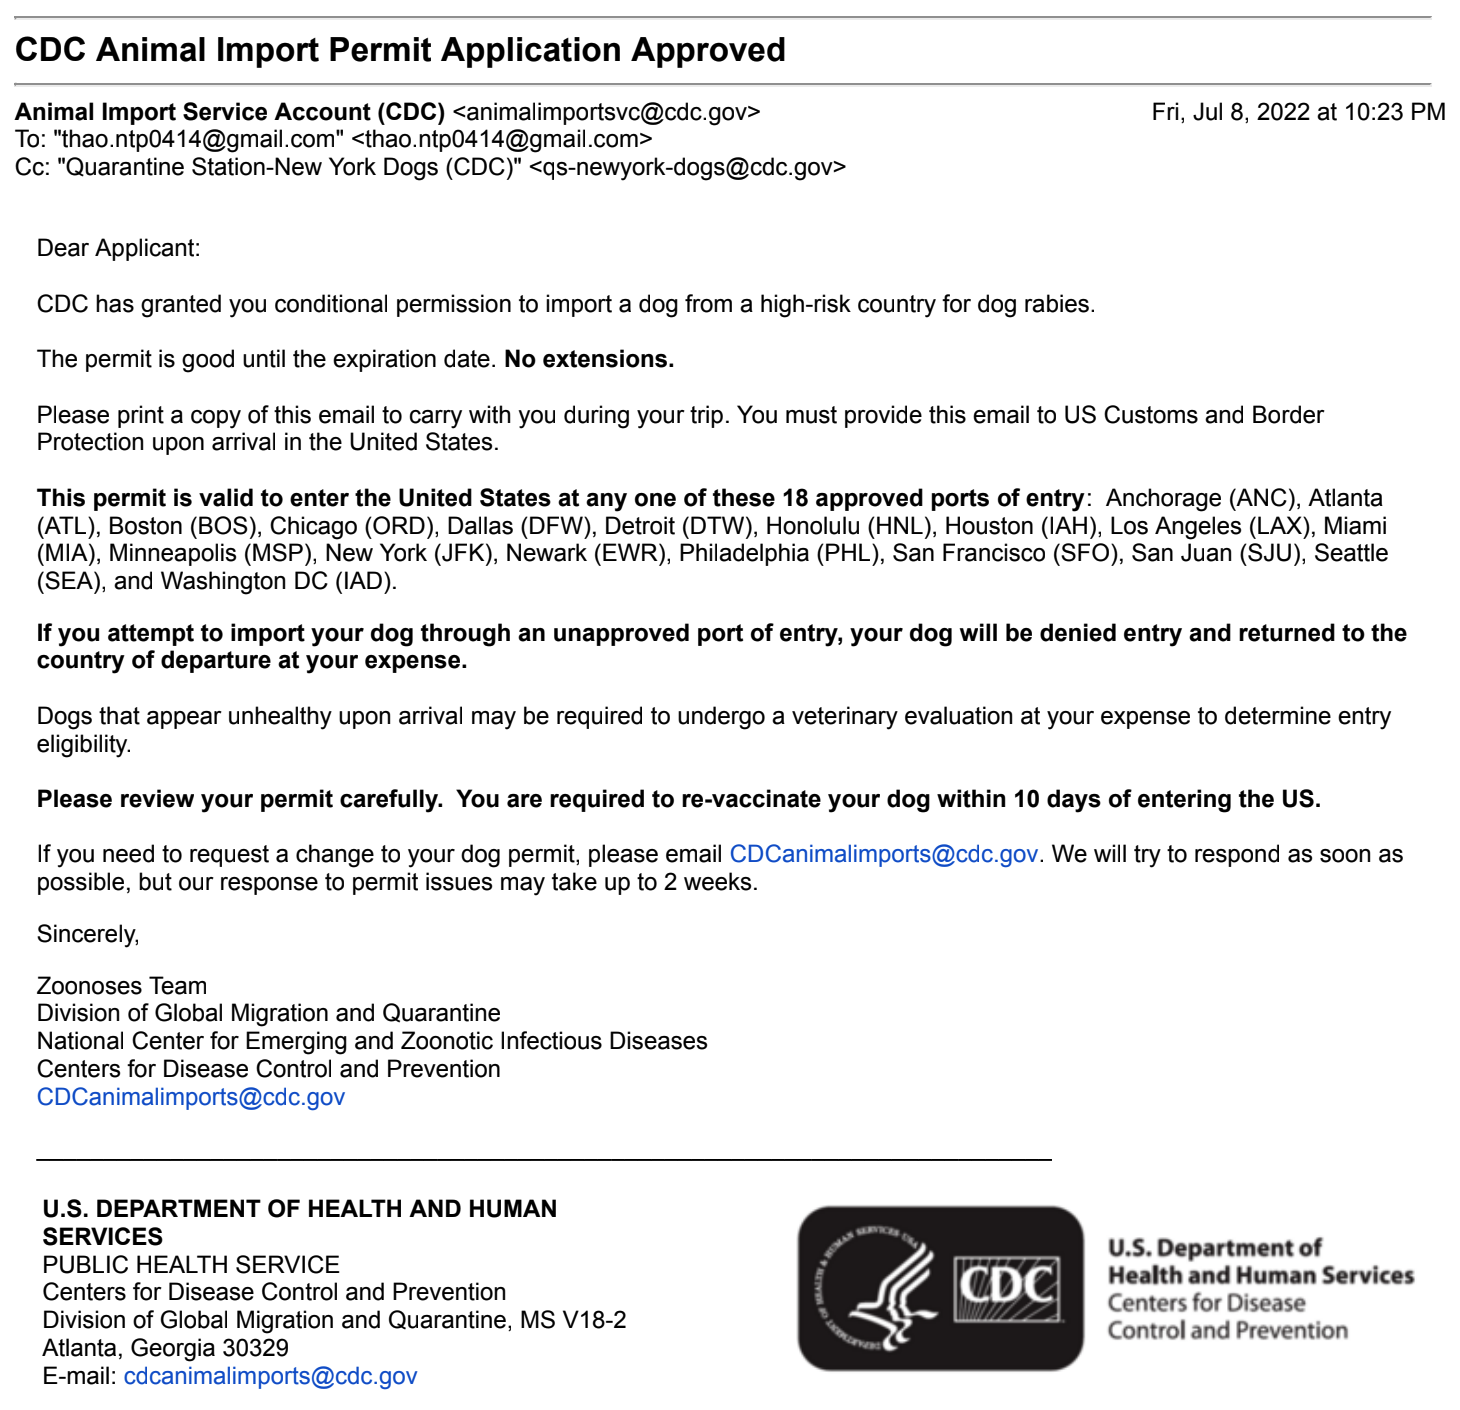 CDC Animal Import Permit Application Approved
Animal Import Service Account (CDC) <animalimportsvc@cdc.gov> Fri, Jul 8, 2022 at 10:23 PM
To: "thao.ntp0414@gmail.com" <thao.ntp0414@gmail.com>
Cc: "Quarantine Station-New York Dogs (CDC)" <qs-newyork-dogs@cdc.gov>
Dear Applicant:
CDC has granted you conditional permission to import a dog from a high-risk country for dog rabies.
The permit is good until the expiration date. No extensions.
Please print a copy of this email to carry with you during your trip. You must provide this email to US Customs and Border
Protection upon arrival in the United States.
This permit is valid to enter the United States at any one of these 18 approved ports of entry: Anchorage (ANC), Atlanta
(ATL), Boston (BOS), Chicago (ORD), Dallas (DFW), Detroit (DTW), Honolulu (HNL), Houston (IAH), Los Angeles (LAX), Miami
(MIA), Minneapolis (MSP), New York (JFK), Newark (EWR), Philadelphia (PHL), San Francisco (SFO), San Juan (SJU), Seattle
(SEA), and Washington DC (IAD).
If you attempt to import your dog through an unapproved port of entry, your dog will be denied entry and returned to the
country of departure at your expense.
Dogs that appear unhealthy upon arrival may be required to undergo a veterinary evaluation at your expense to determine entry
eligibility.
Please review your permit carefully. You are required to re-vaccinate your dog within 10 days of entering the US.
If you need to request a change to your dog permit, please email CDCanimalimports@cdc.gov. We will try to respond as soon as
possible, but our response to permit issues may take up to 2 weeks.
Sincerely,
Zoonoses Team
Division of Global Migration and Quarantine
National Center for Emerging and Zoonotic Infectious Diseases
Centers for Disease Control and Prevention
CDCanimalimports@cdc.gov
U.S. DEPARTMENT OF HEALTH AND HUMAN
SERVICES
PUBLIC HEALTH SERVICE
Centers for Disease Control and Prevention
Division of Global Migration and Quarantine, MS V18-2
Atlanta, Georgia 30329
E-mail: cdcanimalimports@cdc.gov
DEPARTMENT OF HEALTH & HUMAN SERVICES USA
CDC
U.S. Department of
Health and Human Services
Centers for Disease
Control and Prevention